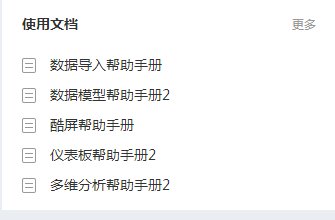 使用文档 更多
数据导入帮助手册
数据模型帮助手册2
酷屏帮助手册
仪表板帮助手册2
多维分析帮助手册2